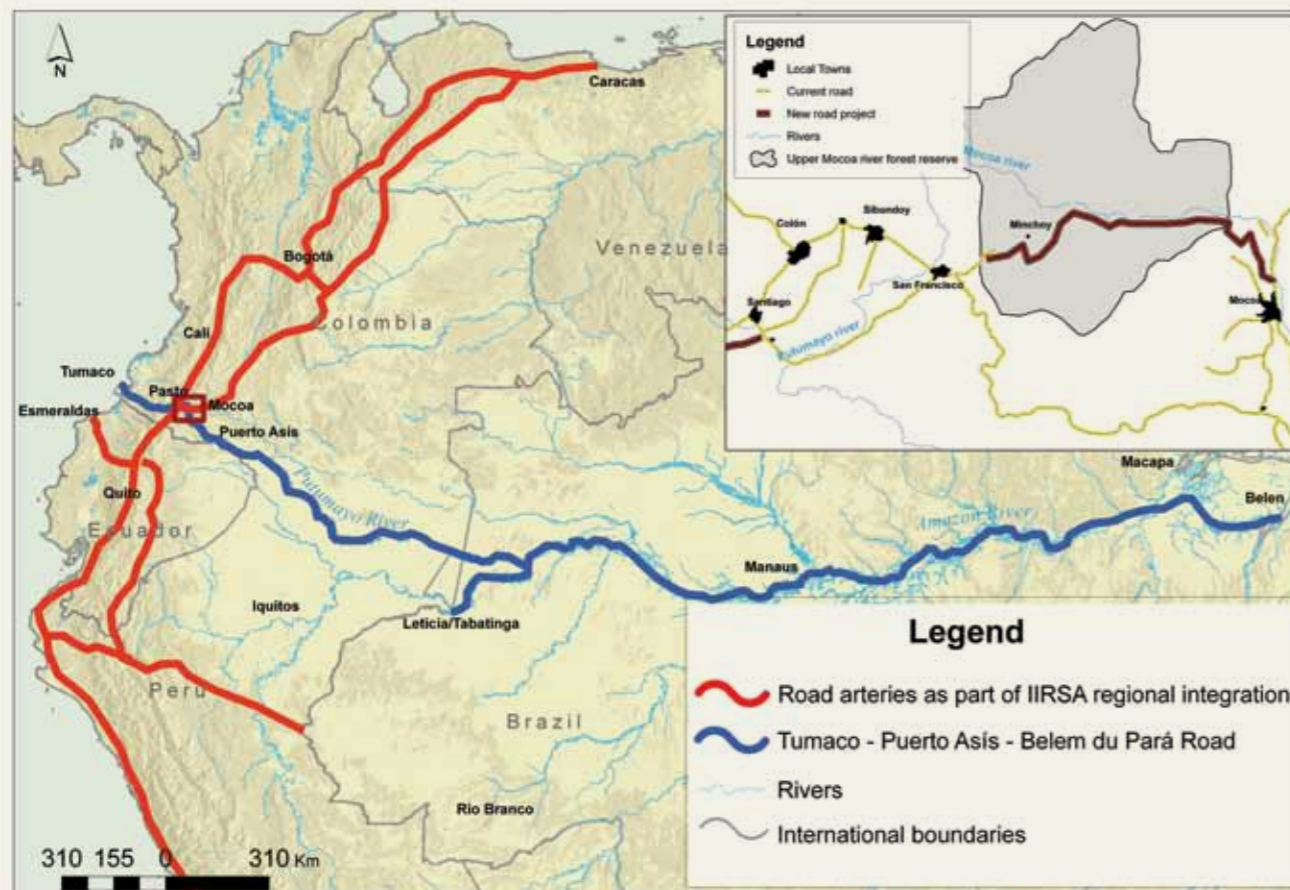 N
Caracas
Bogotá
Venezuela
Colombia
Cali
Tumaco
Pasto
Mocoa
Esmeraldas
Puerto Asís
Quito
Putumayo River
Ecuador
Iquitos
Leticia/Tabatinga
Manaus
Amazon River
Macapa
Belen
Peru
Brazil
Rio Branco
310 155 0 310 Km
Legend
Local Towns
Current road
New road project
Rivers
Upper Mocoa river forest reserve
Mocoa river
Colón
Sibundoy
Minchoy
San Francisco
Santiago
Putumayo river
Mocoa
Legend
Road arteries as part of IIRSA regional integration
Tumaco - Puerto Asís - Belem du Pará Road
Rivers
International boundaries